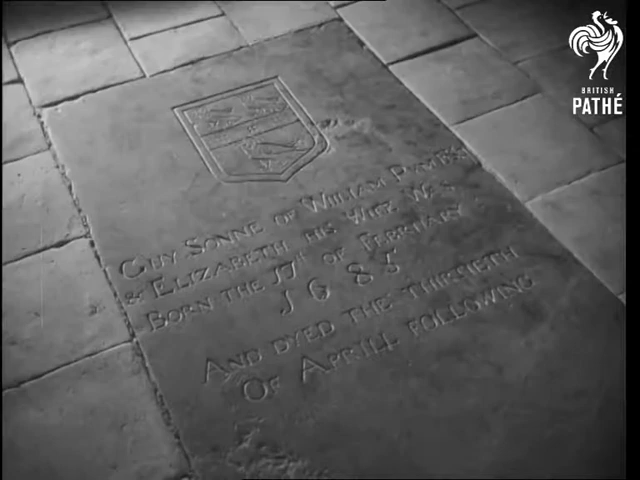 BRITISH
PATHÉ
GUY SONNE OF WILLIAM
& ELIZABETH HIS WIFE WAS
BORN THE 17th OF FEBRUARY
1685
AND DYED THE THIRTIETH
OF APRILL FOLLOWING